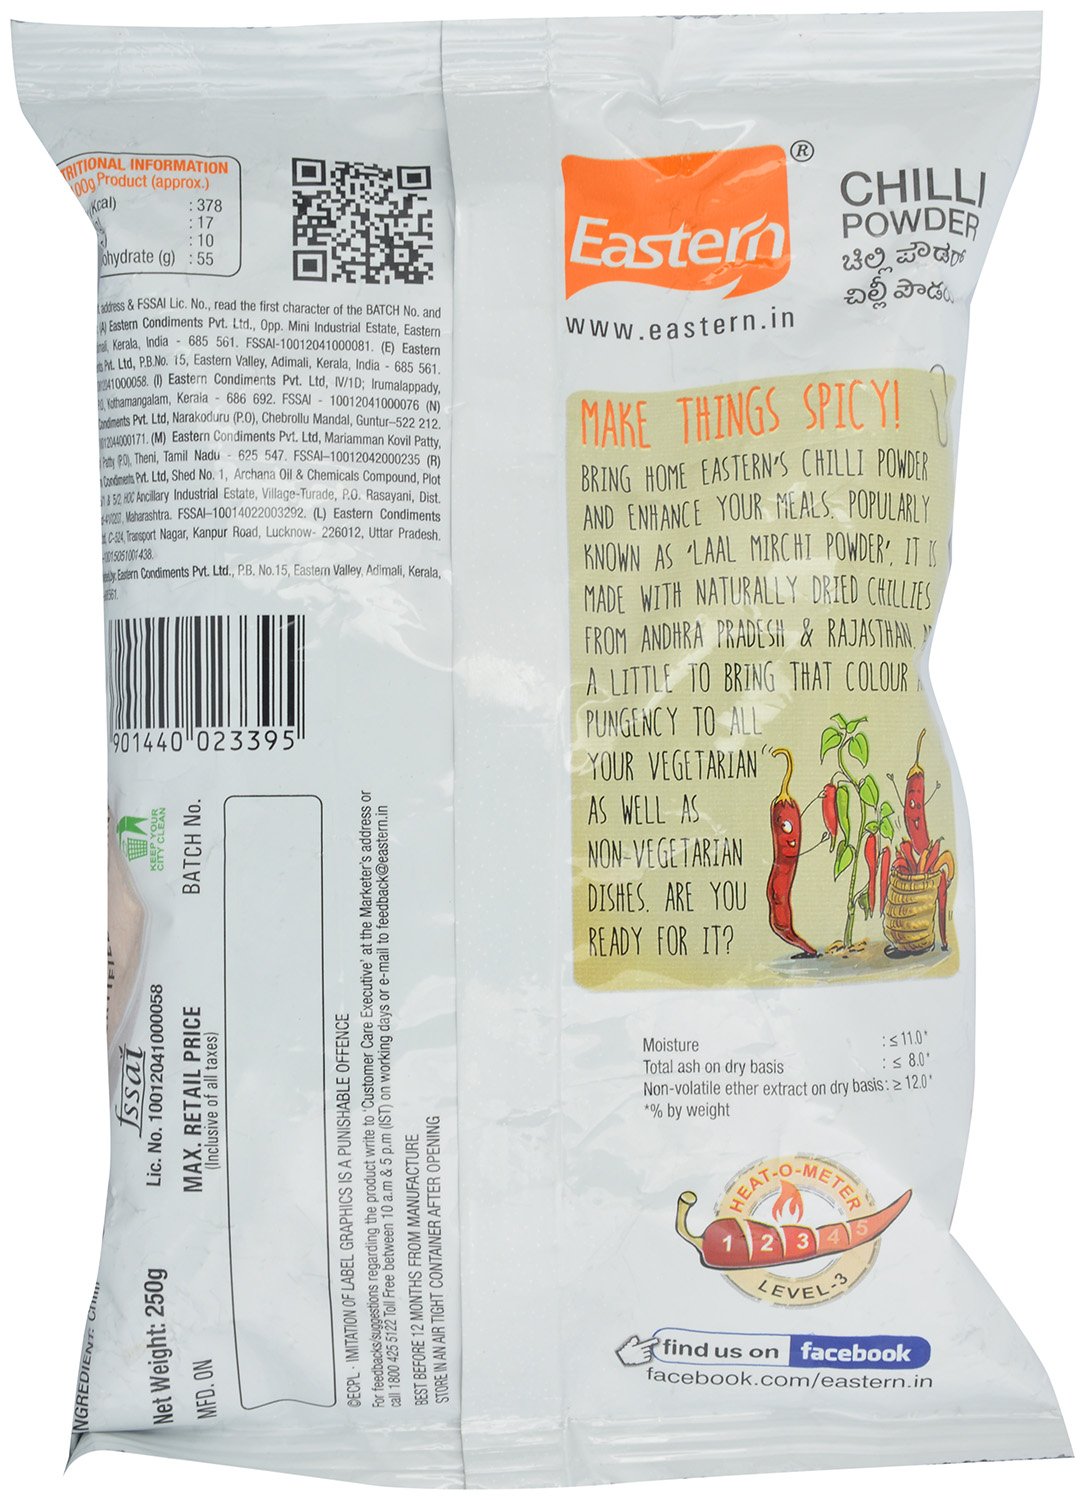 TRITIONAL INFORMATION
00g Product (approx.)
(Kcal) : 378
: 17
: 10
ohydrate (g) : 55
address & FSSAI Lic. No., read the first character of the BATCH No. and
(A) Eastern Condiments Pvt. Ltd., Opp. Mini Industrial Estate, Eastern
Kerala, India - 685 561. FSSAI-10012041000081. (E) Eastern
Pvt. Ltd, P.B.No. 15, Eastern Valley, Adimali, Kerala, India - 685 561.
041000058. (I) Eastern Condiments Pvt. Ltd, IV/1D; Irumalappady,
Kothamangalam, Kerala - 686 692. FSSAI - 10012041000076 (N)
Condiments Pvt. Ltd, Narakoduru (P.O), Chebrollu Mandal, Guntur-522 212.
012044000171. (M) Eastern Condiments Pvt. Ltd, Mariamman Kovil Patty,
Patty (P.O), Theni, Tamil Nadu - 625 547. FSSAI-10012042000235 (R)
Condiments Pvt. Ltd, Shed No. 1, Archana Oil & Chemicals Compound, Plot
& 5/2 HOC Ancillary Industrial Estate, Village-Turade, P.O. Rasayani, Dist.
Maharashtra. FSSAI-10014022003292. (L) Eastern Condiments
C-524, Transport Nagar, Kanpur Road, Lucknow- 226012, Uttar Pradesh.
Eastern Condiments Pvt. Ltd., P.B. No.15, Eastern Valley, Adimali, Kerala,
901440 023395
KEEP YOUR
CITY CLEAN
BATCH No.
fssai
Lic. No. 10012041000058
MAX. RETAIL PRICE
(Inclusive of all taxes)
INGREDIENT:
Net Weight: 250g
MFD. ON
©ECPL - IMITATION OF LABEL GRAPHICS IS A PUNISHABLE OFFENCE
For feedbacks/suggestions regarding the product write to 'Customer Care Executive' at the Marketer's address or
call 1800 425 5122 Toll Free between 10 a.m & 5 p.m (IST) on working days or e-mail to feedback@eastern.in
BEST BEFORE 12 MONTHS FROM MANUFACTURE
STORE IN AN AIR TIGHT CONTAINER AFTER OPENING
Eastern ®
www.eastern.in
CHILLI
POWDER
ಚಿಲ್ಲಿ ಪೌಡರ್
చిల్లీ పౌడర్
MAKE THINGS SPICY!
BRING HOME EASTERN'S CHILLI POWDER
AND ENHANCE YOUR MEALS. POPULARLY
KNOWN AS 'LAAL MIRCHI POWDER', IT IS
MADE WITH NATURALLY DRIED CHILLIES
FROM ANDHRA PRADESH & RAJASTHAN.
A LITTLE TO BRING THAT COLOUR
PUNGENCY TO ALL
YOUR VEGETARIAN
AS WELL AS
NON-VEGETARIAN
DISHES. ARE YOU
READY FOR IT?
Moisture : ≤ 11.0*
Total ash on dry basis : ≤ 8.0*
Non-volatile ether extract on dry basis : ≥ 12.0*
*% by weight
HEAT-O-METER
1 2 3 4 5
LEVEL-3
find us on facebook
facebook.com/eastern.in